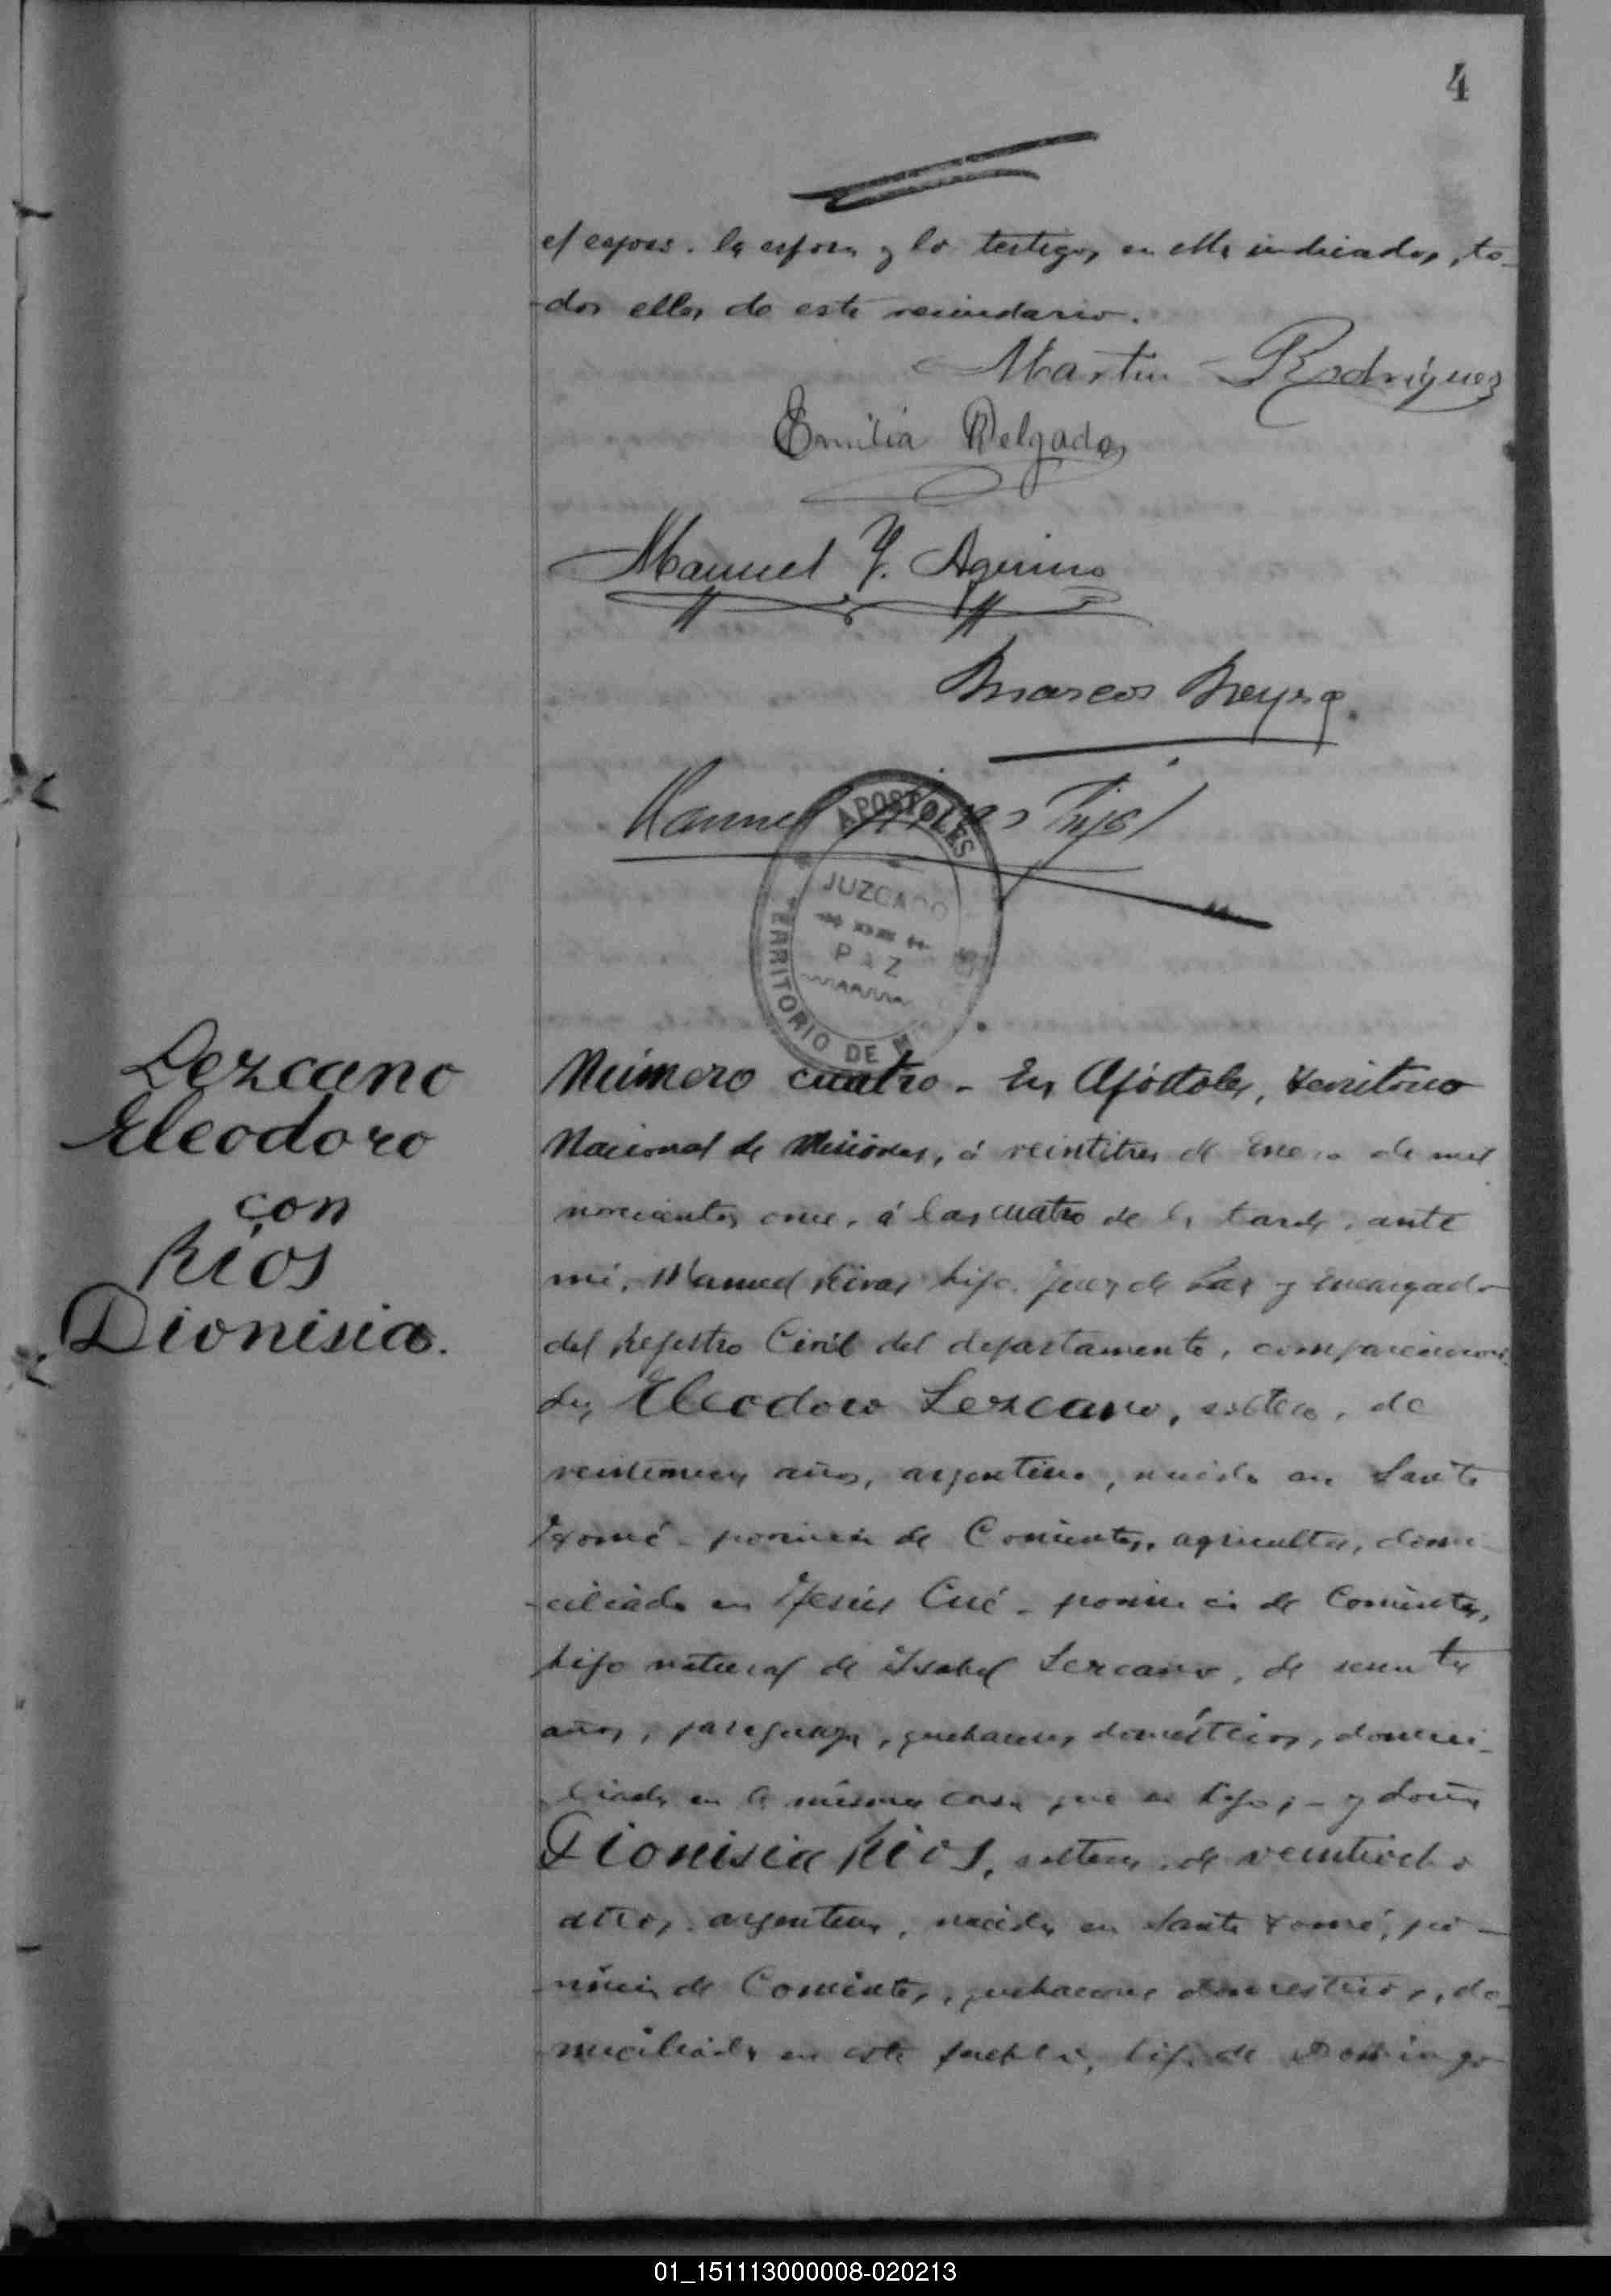 4
el esposo, la esposa y los testigos en ella indicados, to-
-dos ellos de este vecindario.
Martin Rodriguez
Emilia Delgado
Manuel Y. Aquino
Marcos Neyra.
Manuel Rivas hijo
APOSTOLES
JUZGADO
PAZ
TERRITORIO DE
Lezcano
Eleodoro
con
Rios
Dionisia.
Número cuatro - En Apóstoles, territorio
Nacional de Misiones, á veintitres de Enero de mil
novecientos once, á las cuatro de la tarde, ante
mí, Manuel Rivas hijo, Juez de Paz y Encargado
del Registro Civil del departamento, comparecieron
Don Eleodoro Lezcano, soltero, de
años, argentino, nacido en Santo
Tomé - provincia de Corrientes, agricultor, domi-
-ciliado en Jesús Cué - provincia de Corrientes,
hijo natural de Isabel Lezcano, de sesenta
años, paraguaya, quehaceres domésticos, domici-
liada en la misma casa que su hijo; - y doña
Dionisia Rios, soltera, de veintiocho
años, argentina, nacida en Santo Tomé, pro-
-vincia de Corrientes, quehaceres domesticos, do-
-miciliada en este pueblo, hija de Domingo
01_151113000008-020213